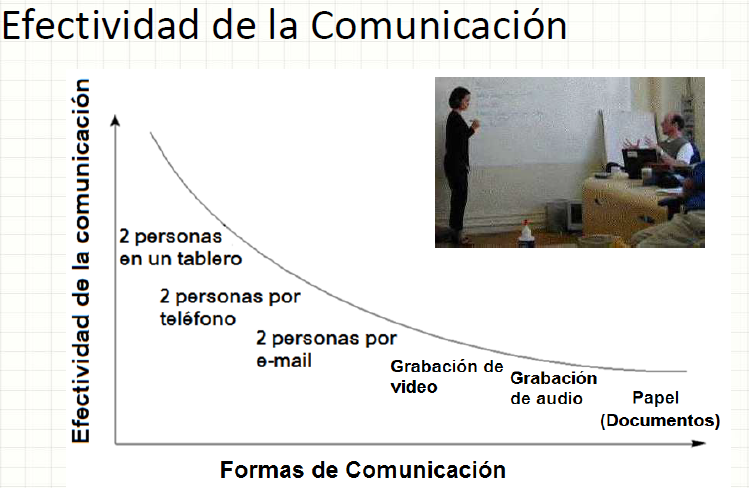 Efectividad de la Comunicación
Efectividad de la comunicación
2 personas
en un tablero
2 personas por
teléfono
2 personas por
e-mail
Grabación de
video
Grabación
de audio
Papel
(Documentos)
Formas de Comunicación